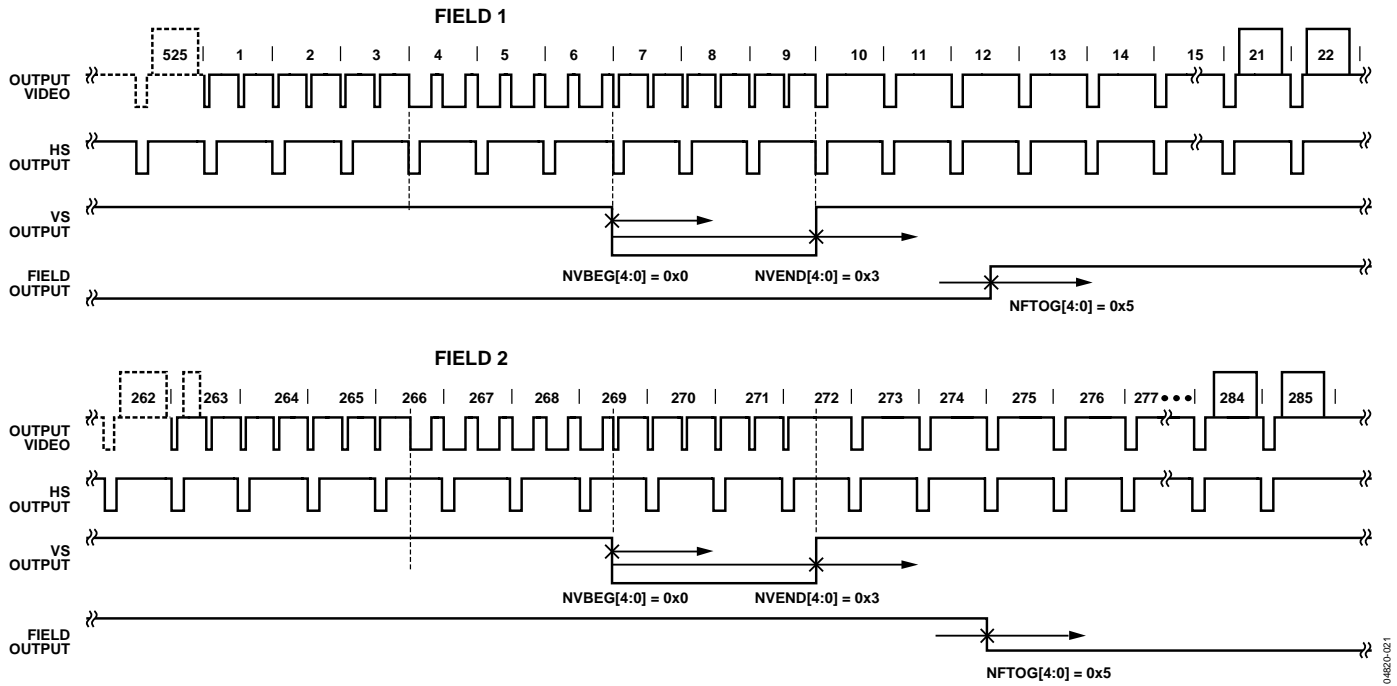 FIELD 1
525 1 2 3 4 5 6 7 8 9 10 11 12 13 14 15 21 22
OUTPUT
VIDEO
HS
OUTPUT
VS
OUTPUT
NVBEG[4:0] = 0x0 NVEND[4:0] = 0x3
FIELD
OUTPUT
NFTOG[4:0] = 0x5
FIELD 2
262 263 264 265 266 267 268 269 270 271 272 273 274 275 276 277 284 285
OUTPUT
VIDEO
HS
OUTPUT
VS
OUTPUT
NVBEG[4:0] = 0x0 NVEND[4:0] = 0x3
FIELD
OUTPUT
NFTOG[4:0] = 0x5
04820-021